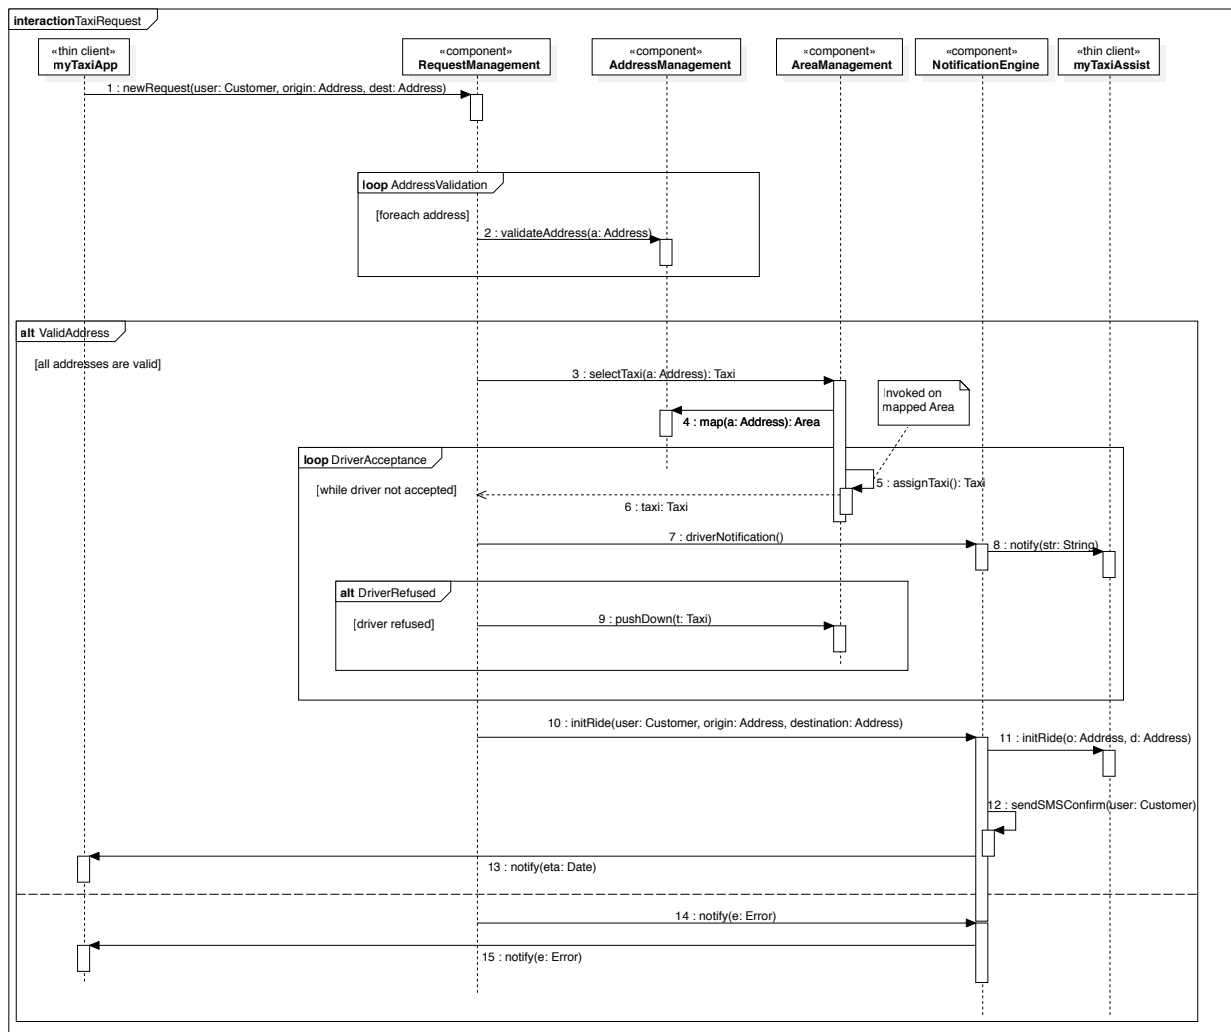 interactionTaxiRequest
«thin client»
myTaxiApp
«component»
RequestManagement
«component»
AddressManagement
«component»
AreaManagement
«component»
NotificationEngine
«thin client»
myTaxiAssist
1 : newRequest(user: Customer, origin: Address, dest: Address)
loop AddressValidation
[foreach address]
2 : validateAddress(a: Address)
alt ValidAddress
[all addresses are valid]
3 : selectTaxi(a: Address): Taxi
Invoked on
mapped Area
4 : map(a: Address): Area
loop DriverAcceptance
[while driver not accepted]
5 : assignTaxi(): Taxi
6 : taxi: Taxi
7 : driverNotification()
8 : notify(str: String)
alt DriverRefused
[driver refused]
9 : pushDown(t: Taxi)
10 : initRide(user: Customer, origin: Address, destination: Address)
11 : initRide(o: Address, d: Address)
12 : sendSMSConfirm(user: Customer)
13 : notify(eta: Date)
14 : notify(e: Error)
15 : notify(e: Error)